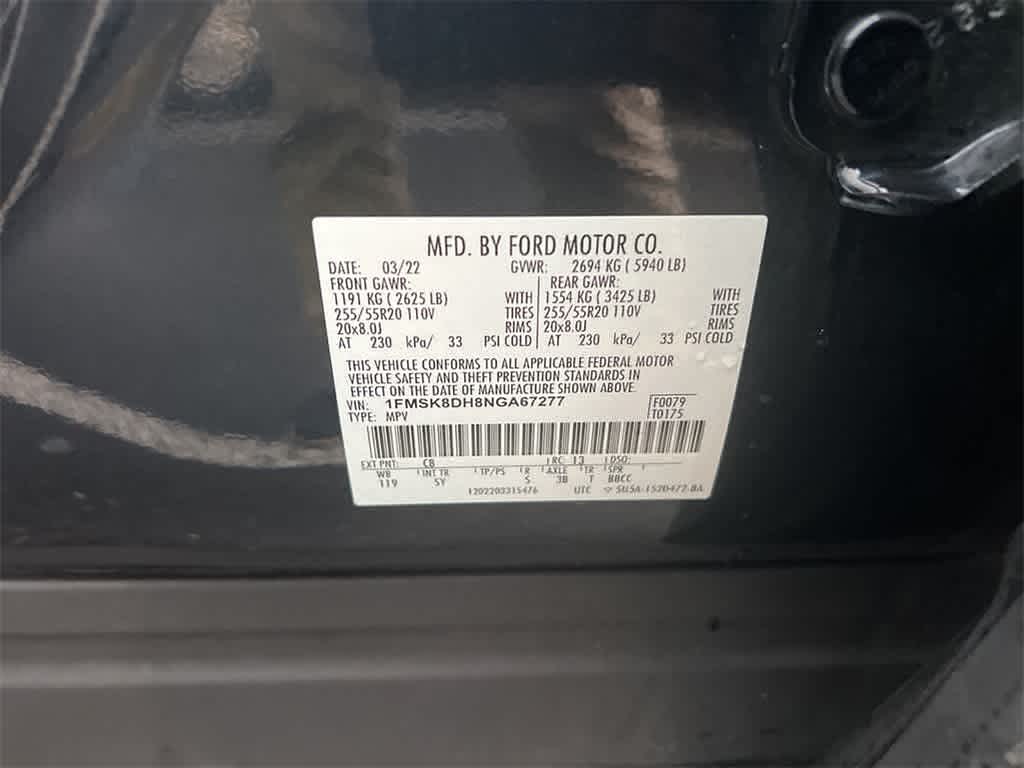 MFD. BY FORD MOTOR CO.
DATE: 03/22 GVWR: 2694 KG ( 5940 LB)
FRONT GAWR: REAR GAWR:
1191 KG ( 2625 LB) WITH 1554 KG ( 3425 LB) WITH
255/55R20 110V TIRES 255/55R20 110V TIRES
20x8.0J RIMS 20x8.0J RIMS
AT 230 kPa/ 33 PSI COLD AT 230 kPa/ 33 PSI COLD
THIS VEHICLE CONFORMS TO ALL APPLICABLE FEDERAL MOTOR
VEHICLE SAFETY AND THEFT PREVENTION STANDARDS IN
EFFECT ON THE DATE OF MANUFACTURE SHOWN ABOVE.
VIN: 1FMSK8DH8NGA67277 F0079
TYPE: MPV T0175
EXT PNT: C8 RC: 13 DSO:
WB INT TR TP/PS R AXLE TR SPR
119 5Y S 3B T BBCC
1202203315476 UTC